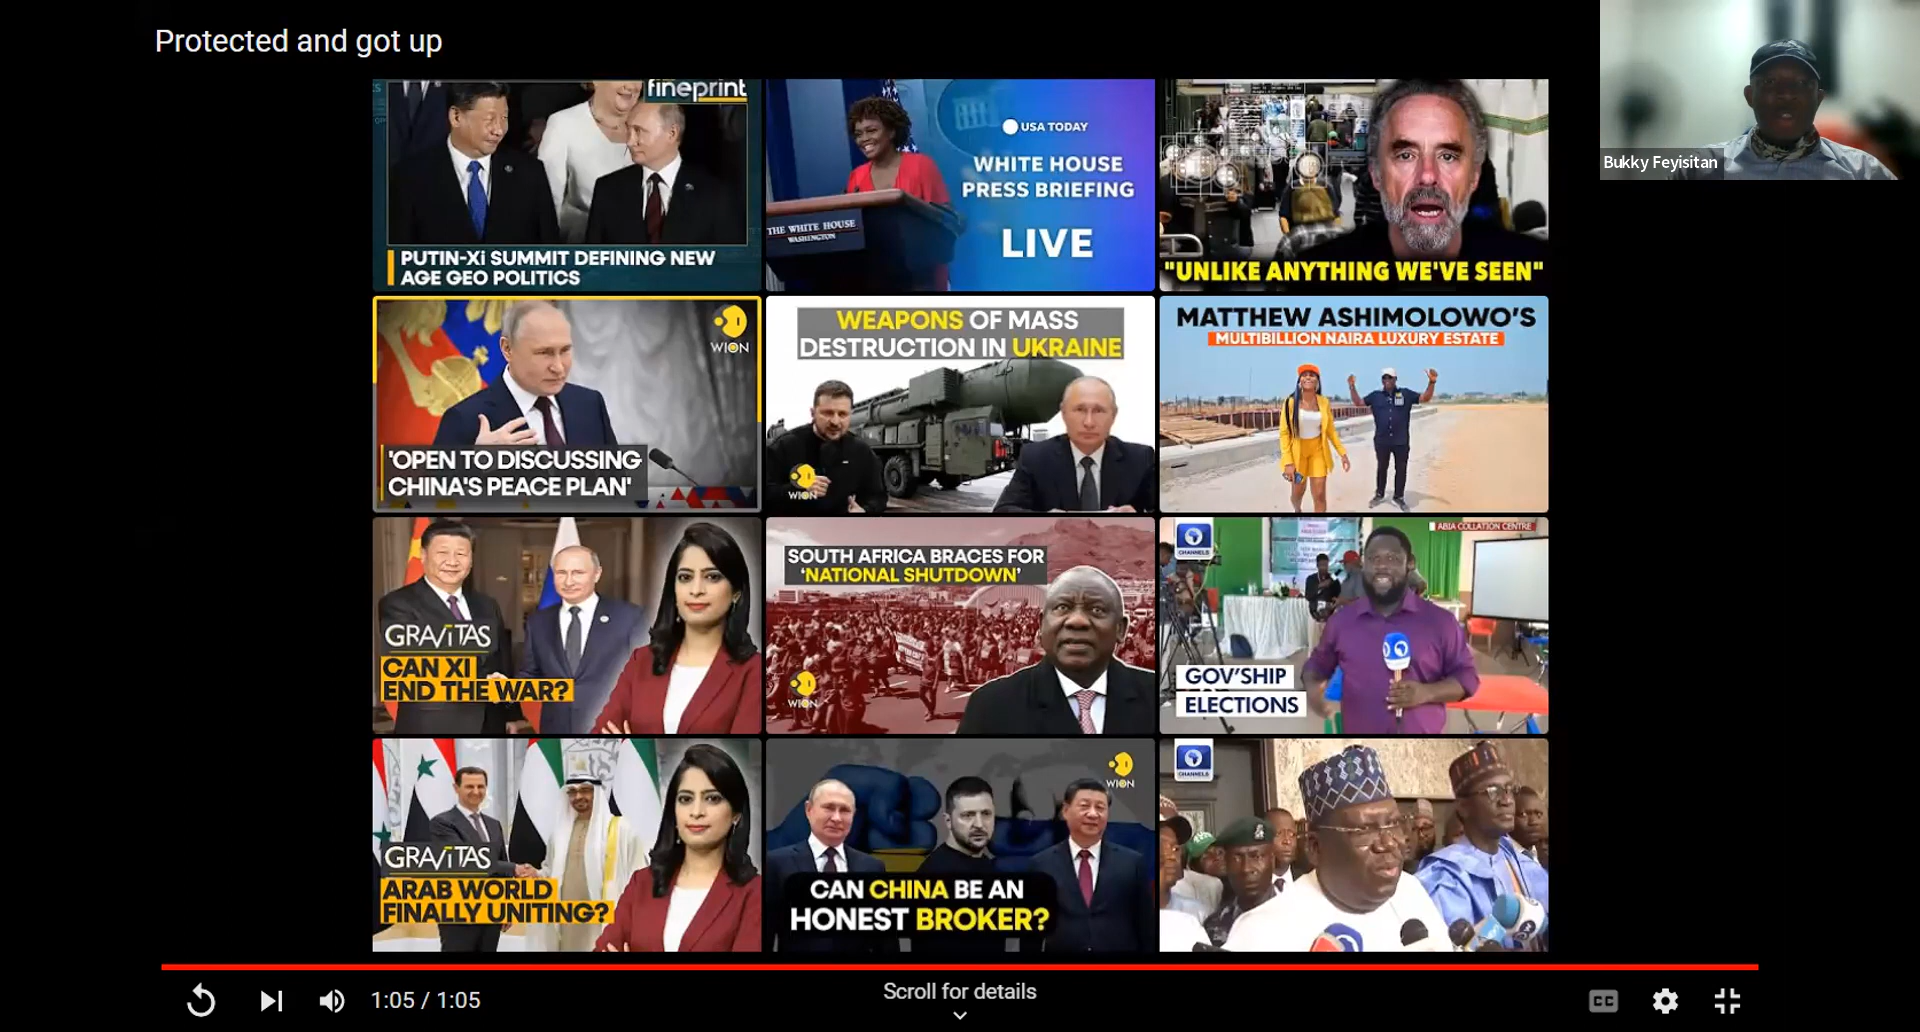 Protected and got up
Bukky Feyisitan
fineprint
PUTIN-Xi SUMMIT DEFINING NEW
AGE GEO POLITICS
USA TODAY
WHITE HOUSE
PRESS BRIEFING
LIVE
THE WHITE HOUSE
WASHINGTON
"UNLIKE ANYTHING WE'VE SEEN"
WION
'OPEN TO DISCUSSING
CHINA'S PEACE PLAN'
WEAPONS OF MASS
DESTRUCTION IN UKRAINE
WION
MATTHEW ASHIMOLOWO'S
MULTIBILLION NAIRA LUXURY ESTATE
GRAVITAS
CAN XI
END THE WAR?
SOUTH AFRICA BRACES FOR
'NATIONAL SHUTDOWN'
WION
CHANNELS
ABIA COLLATION CENTRE
GOV'SHIP
ELECTIONS
GRAVITAS
ARAB WORLD
FINALLY UNITING?
WION
CAN CHINA BE AN
HONEST BROKER?
CHANNELS
1:05 / 1:05
Scroll for details
CC